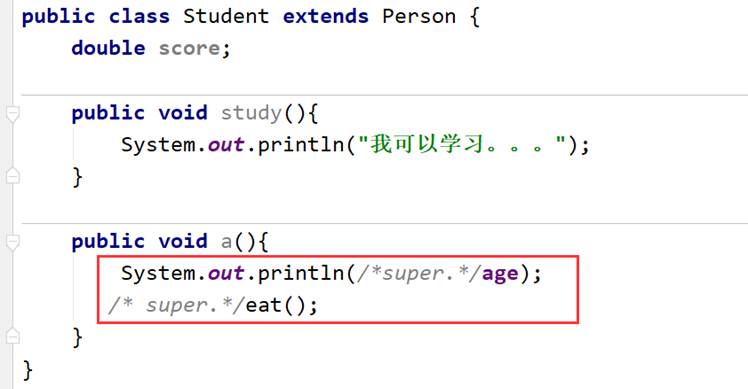 public class Student extends Person {
double score;
public void study(){
System.out.println("我可以学习。。。");
}
public void a(){
System.out.println(/*super.*/age);
/* super.*/eat();
}
}